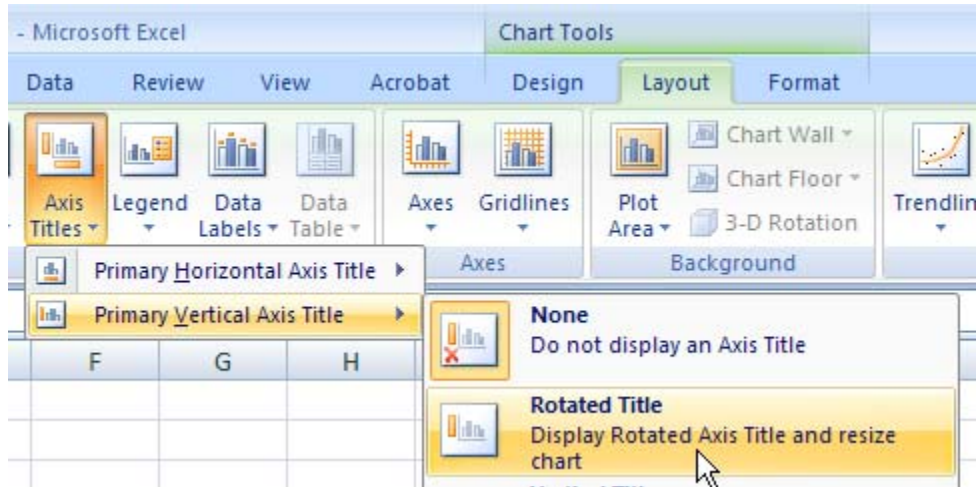 - Microsoft Excel Chart Tools
Data Review View Acrobat Design Layout Format
Axis Titles Legend Data Labels Data Table Axes Gridlines Plot Area Chart Wall Chart Floor 3-D Rotation
Axes Background
Primary Horizontal Axis Title
Primary Vertical Axis Title
None
Do not display an Axis Title
F G H
Rotated Title
Display Rotated Axis Title and resize
chart